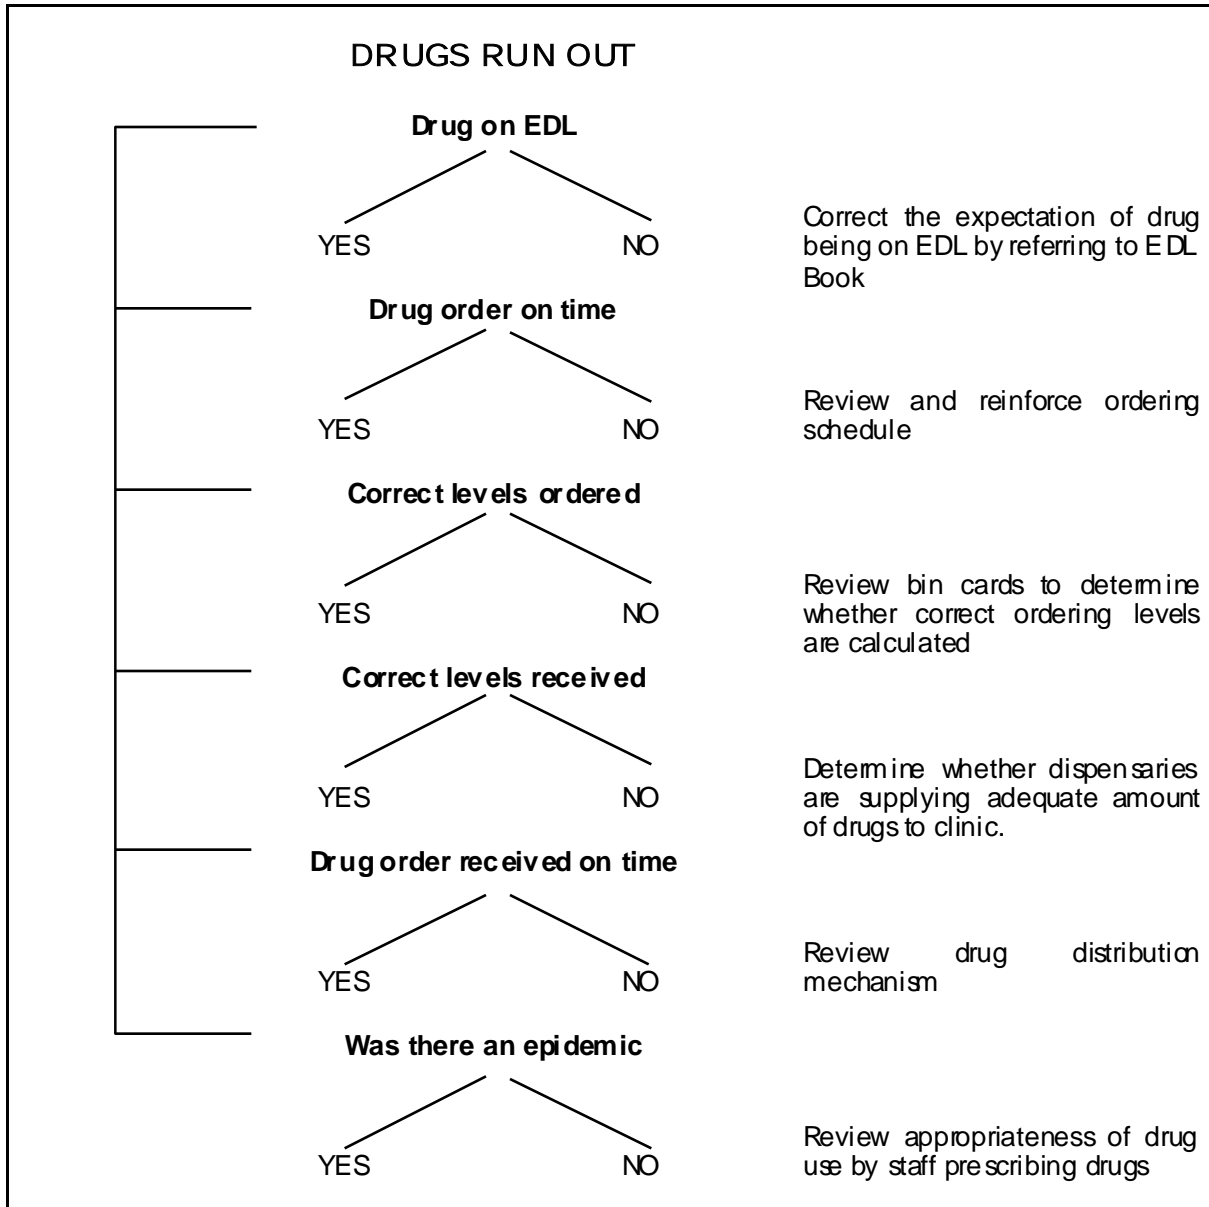 DRUGS RUN OUT
Drug on EDL
YES NO
Correct the expectation of drug
being on EDL by referring to EDL
Book
Drug order on time
YES NO
Review and reinforce ordering
schedule
Correct levels ordered
YES NO
Review bin cards to determine
whether correct ordering levels
are calculated
Correct levels received
YES NO
Determine whether dispensaries
are supplying adequate amount
of drugs to clinic.
Drug order received on time
YES NO
Review drug distribution
mechanism
Was there an epidemic
YES NO
Review appropriateness of drug
use by staff prescribing drugs